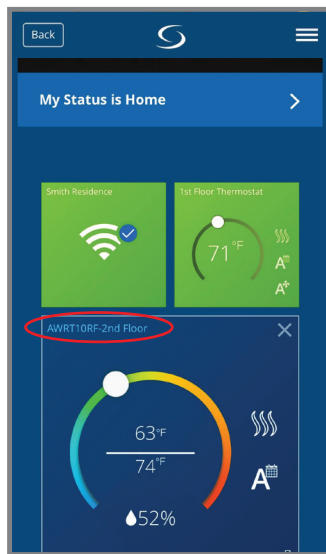 Back
My Status is Home
Smith Residence
1st Floor Thermostat
71°F
A
A
AWRT10RF-2nd Floor
63°F
74°F
A
52%